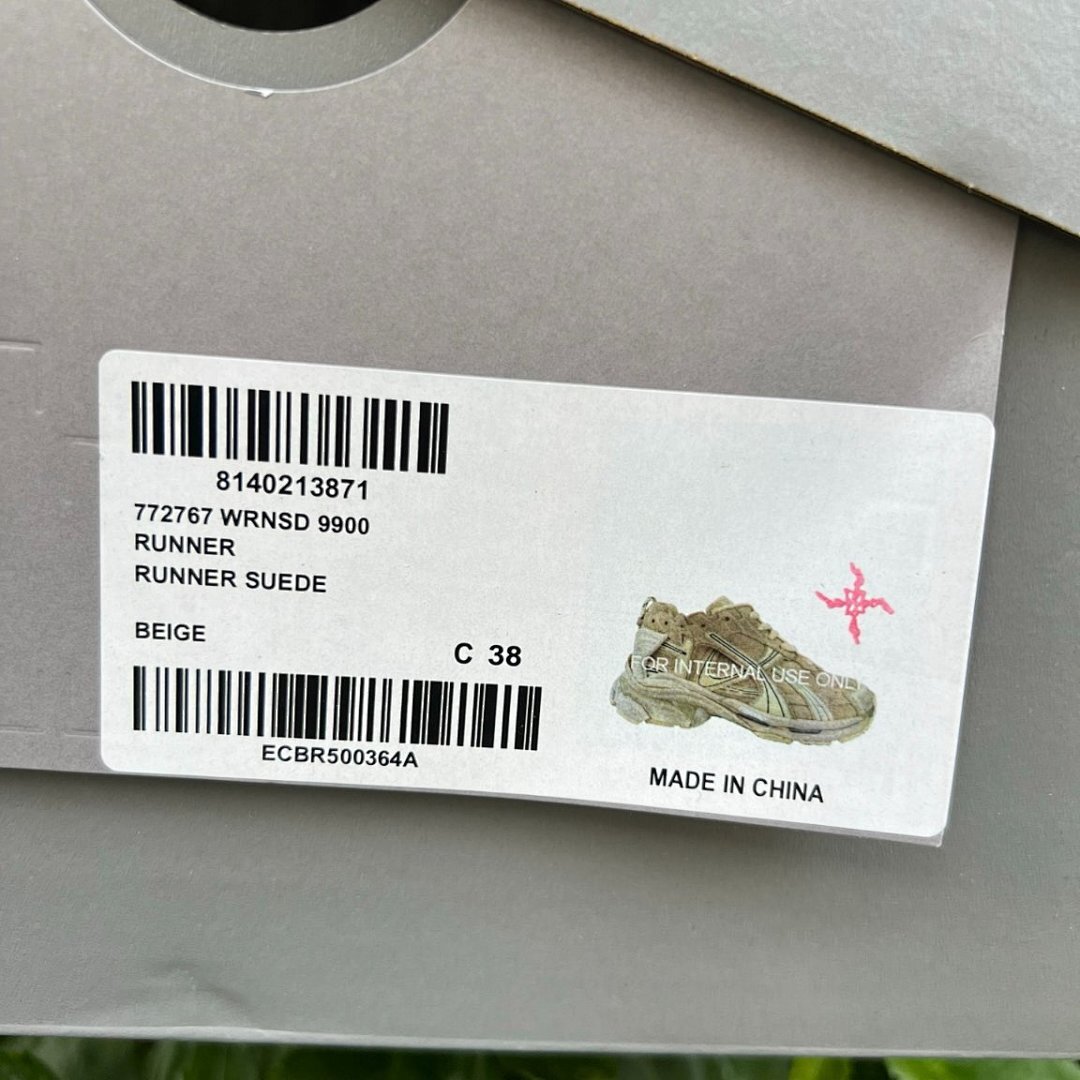 8140213871
772767 WRNSD 9900
RUNNER
RUNNER SUEDE
BEIGE
C 38
ECBR500364A
FOR INTERNAL USE ONLY
MADE IN CHINA